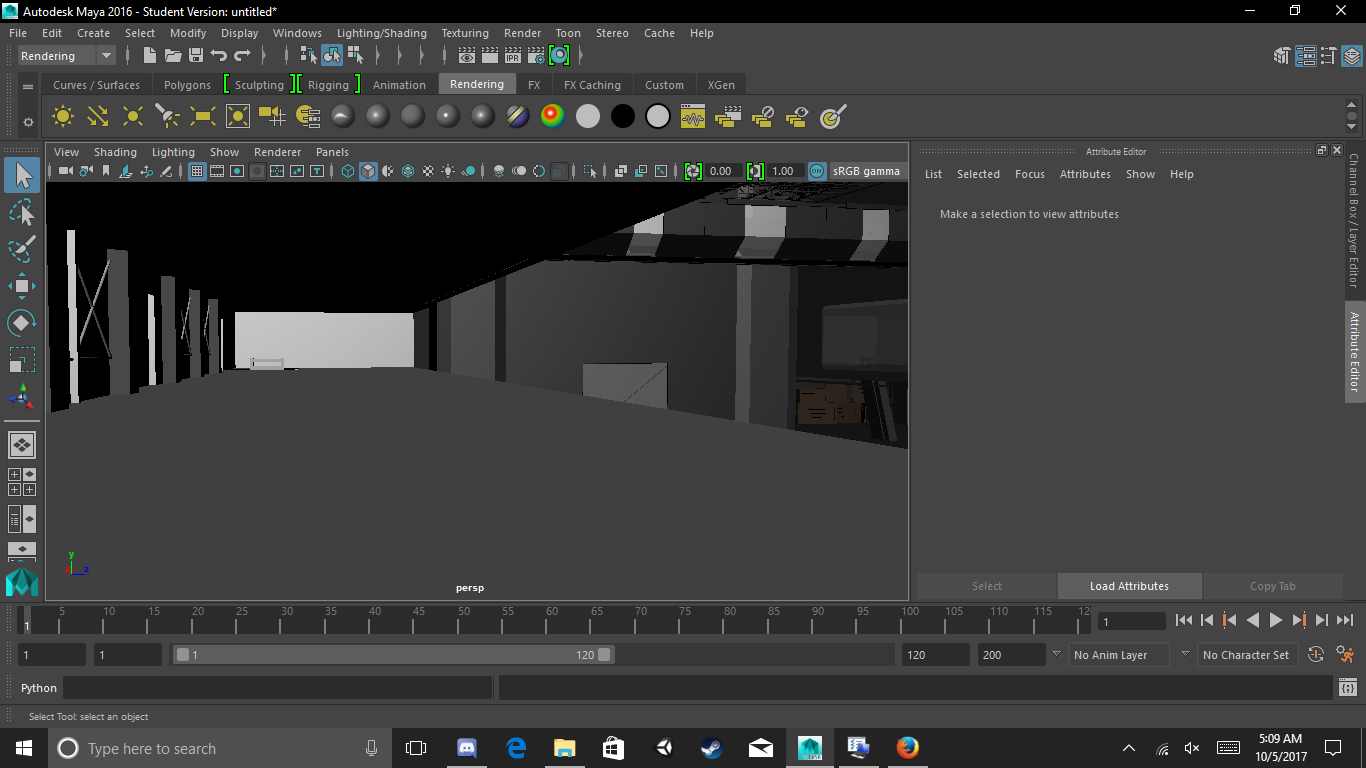 Autodesk Maya 2016 - Student Version: untitled*
File Edit Create Select Modify Display Windows Lighting/Shading Texturing Render Toon Stereo Cache Help
Rendering IPR
Curves / Surfaces Polygons Sculpting Rigging Animation Rendering FX FX Caching Custom XGen
View Shading Lighting Show Renderer Panels
0.00 1.00 ON sRGB gamma
Attribute Editor
List Selected Focus Attributes Show Help
Make a selection to view attributes
Channel Box / Layer Editor
Attribute Editor
y
x z
persp
Select Load Attributes Copy Tab
5 10 15 20 25 30 35 40 45 50 55 60 65 70 75 80 85 90 95 100 105 110 115 12
1 1
1 1 1 120 120 200 No Anim Layer No Character Set
Python
Select Tool: select an object
Type here to search
5:09 AM
10/5/2017